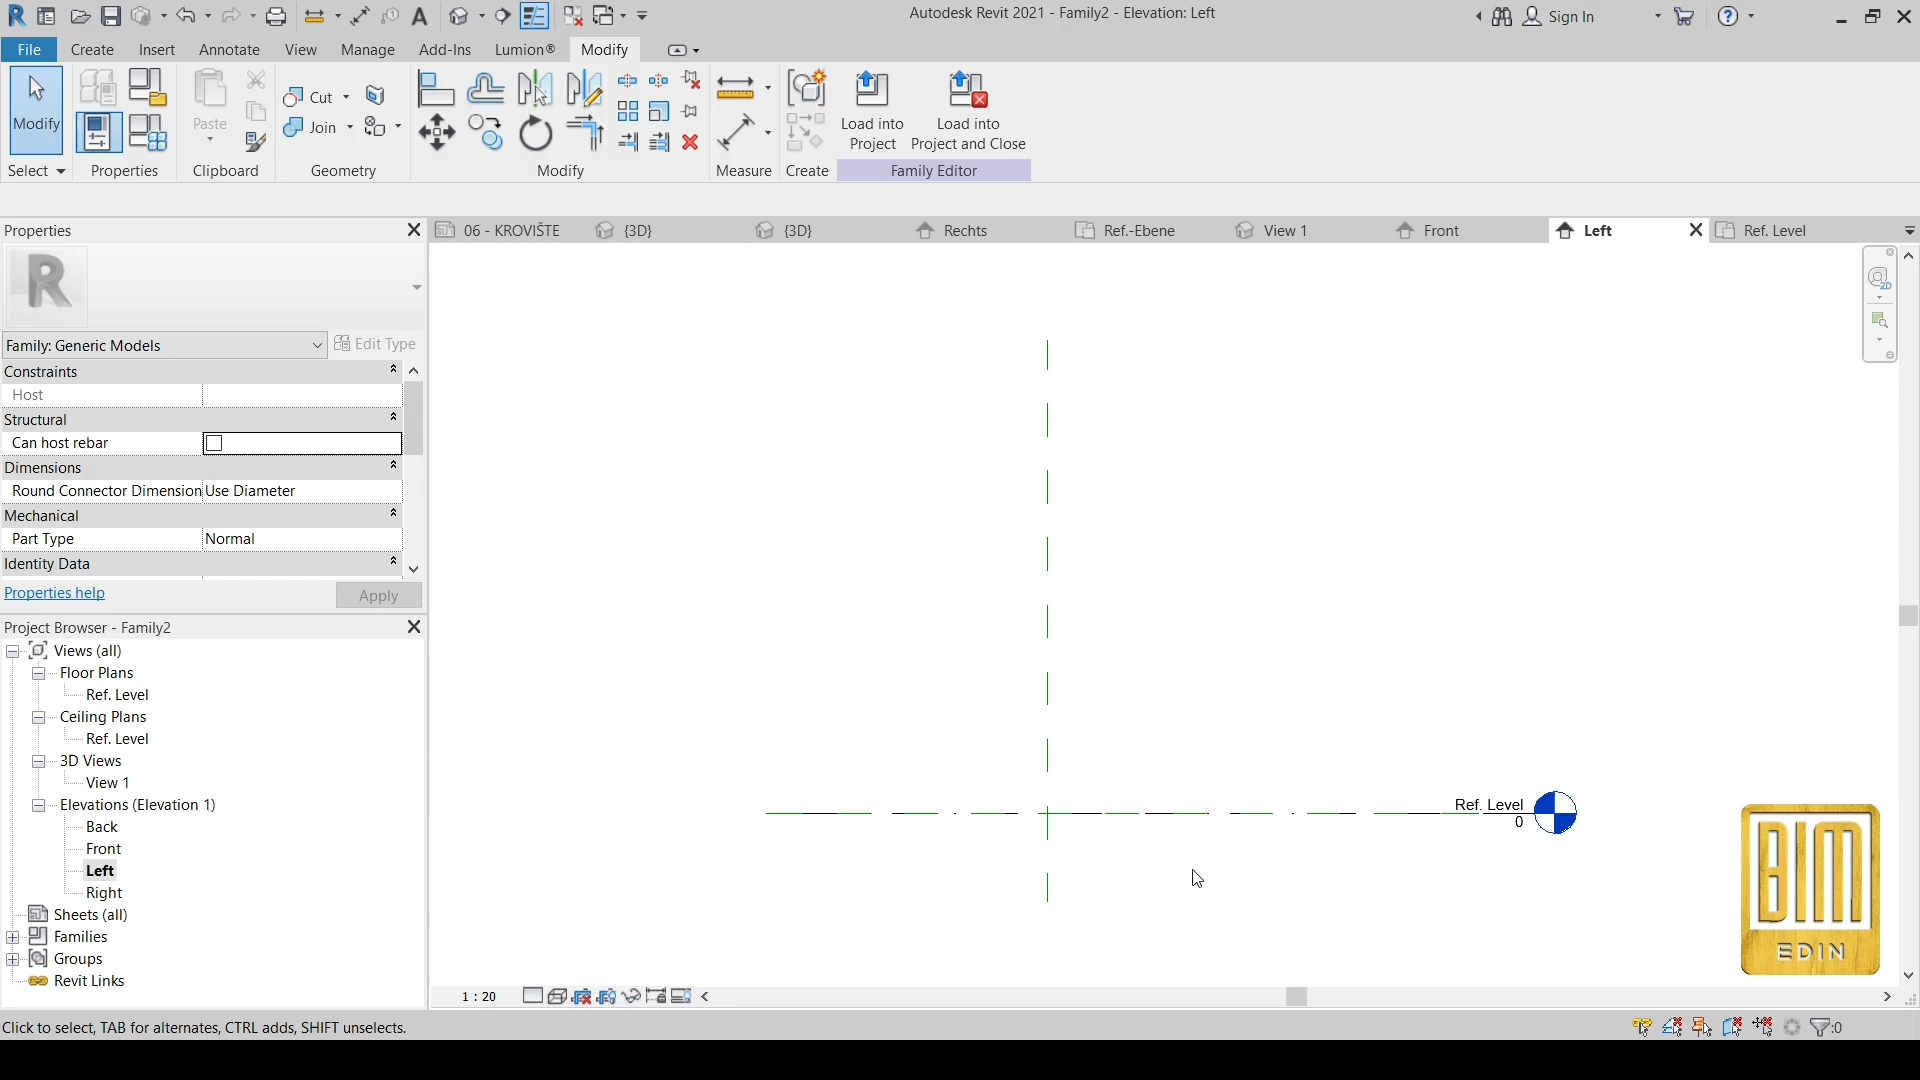 Autodesk Revit 2021 - Family2 - Elevation: Left
Sign In
File Create Insert Annotate View Manage Add-Ins Lumion® Modify
Modify
Paste
Cut
Join
Load into Project
Load into Project and Close
Select Properties Clipboard Geometry Modify Measure Create Family Editor
Properties
06 - KROVIŠTE {3D} {3D} Rechts Ref.-Ebene View 1 Front Left Ref. Level
R
2D
Family: Generic Models Edit Type
Constraints
Host
Structural
Can host rebar
Dimensions
Round Connector Dimension Use Diameter
Mechanical
Part Type Normal
Identity Data
Properties help Apply
Project Browser - Family2
Views (all)
Floor Plans
Ref. Level
Ceiling Plans
Ref. Level
3D Views
View 1
Elevations (Elevation 1)
Back
Front
Left
Right
Sheets (all)
Families
Groups
Revit Links
Ref. Level
0
BIM
EDIN
1 : 20
Click to select, TAB for alternates, CTRL adds, SHIFT unselects.
:0